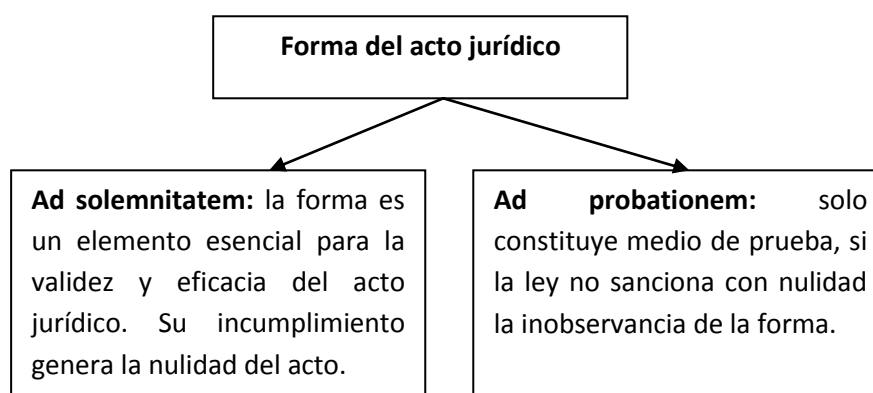 Forma del acto jurídico
Ad solemnitatem: la forma es
un elemento esencial para la
validez y eficacia del acto
jurídico. Su incumplimiento
genera la nulidad del acto.
Ad probationem: solo
constituye medio de prueba, si
la ley no sanciona con nulidad
la inobservancia de la forma.